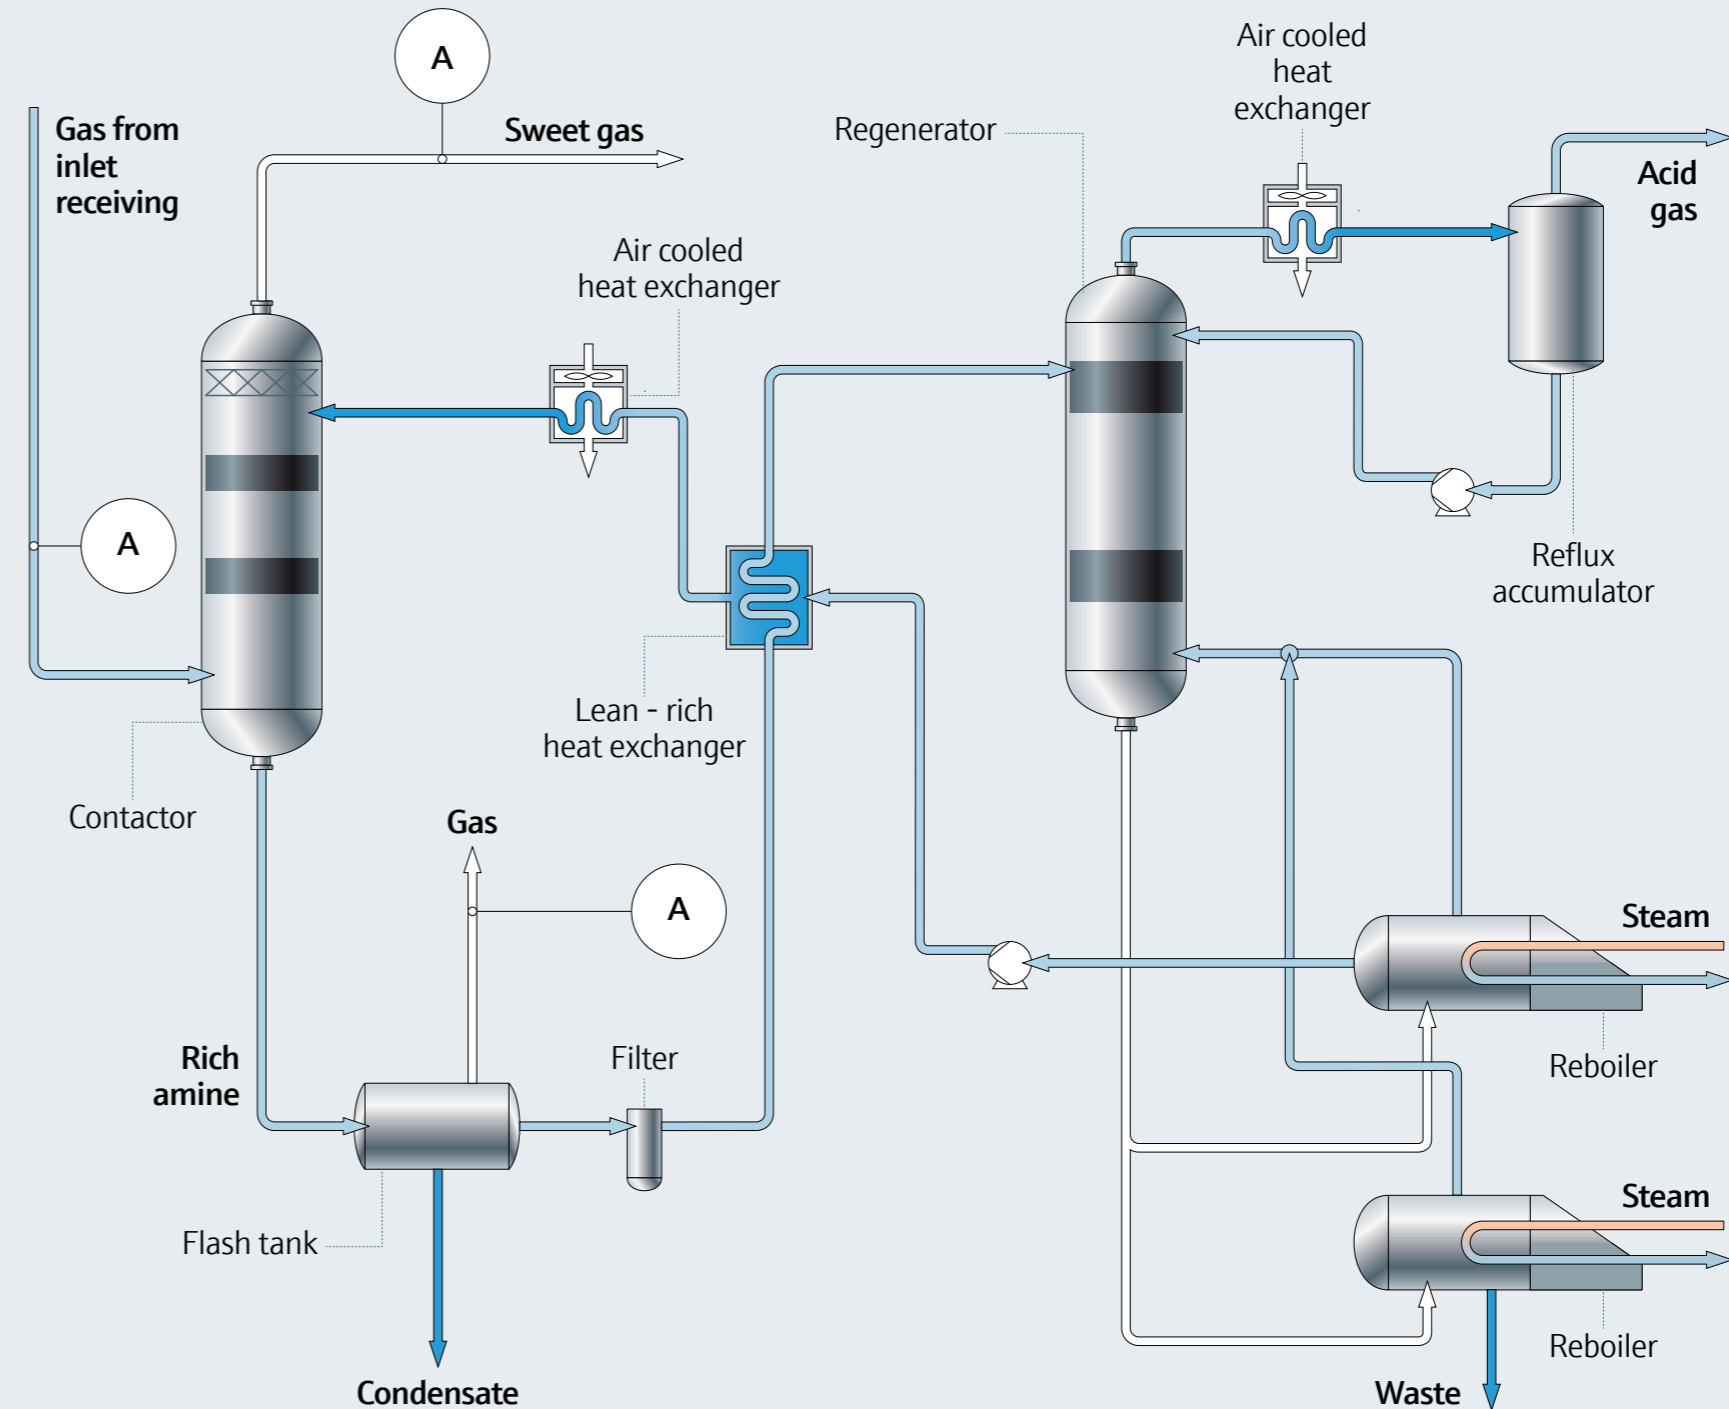 A
Gas from
inlet
receiving
Sweet gas
Regenerator
Air cooled
heat
exchanger
Acid
gas
Air cooled
heat exchanger
A
Reflux
accumulator
Lean - rich
heat exchanger
Contactor
Gas
A
Steam
Rich
amine
Filter
Reboiler
Steam
Flash tank
Reboiler
Condensate
Waste